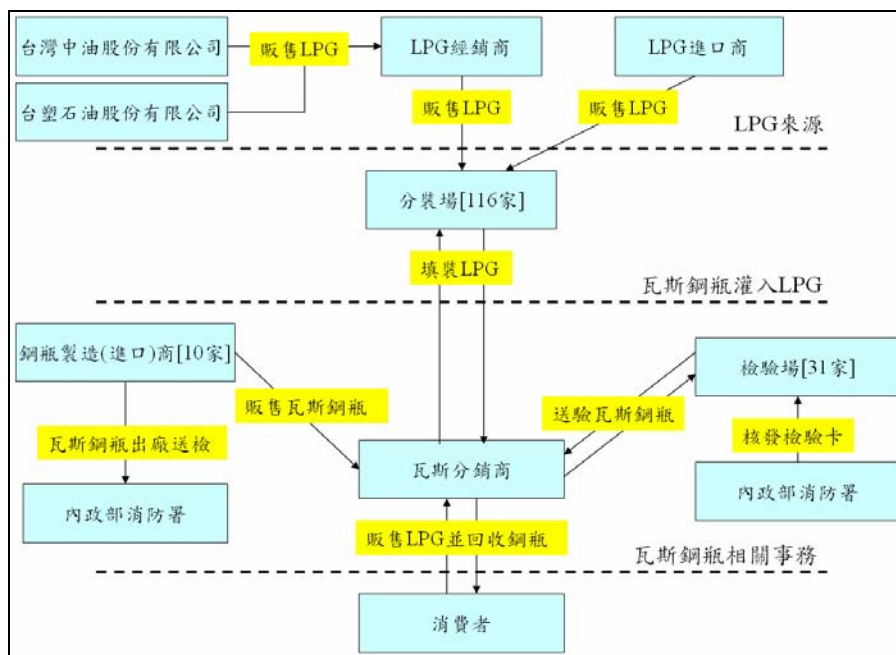 台灣中油股份有限公司
販售LPG
LPG經銷商
LPG進口商
台塑石油股份有限公司
販售LPG
販售LPG
LPG來源
分裝場[116家]
填裝LPG
瓦斯鋼瓶灌入LPG
鋼瓶製造(進口)商[10家]
檢驗場[31家]
販售瓦斯鋼瓶
送驗瓦斯鋼瓶
瓦斯鋼瓶出廠送檢
核發檢驗卡
瓦斯分銷商
內政部消防署
內政部消防署
販售LPG並回收鋼瓶
瓦斯鋼瓶相關事務
消費者